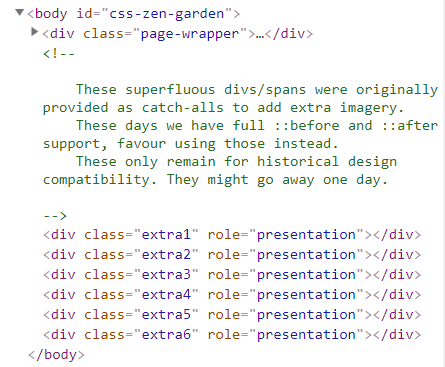 ▼<body id="css-zen-garden">
▶<div class="page-wrapper">…</div>
<!--
These superfluous divs/spans were originally
provided as catch-alls to add extra imagery.
These days we have full ::before and ::after
support, favour using those instead.
These only remain for historical design
compatibility. They might go away one day.
-->
<div class="extra1" role="presentation"></div>
<div class="extra2" role="presentation"></div>
<div class="extra3" role="presentation"></div>
<div class="extra4" role="presentation"></div>
<div class="extra5" role="presentation"></div>
<div class="extra6" role="presentation"></div>
</body>